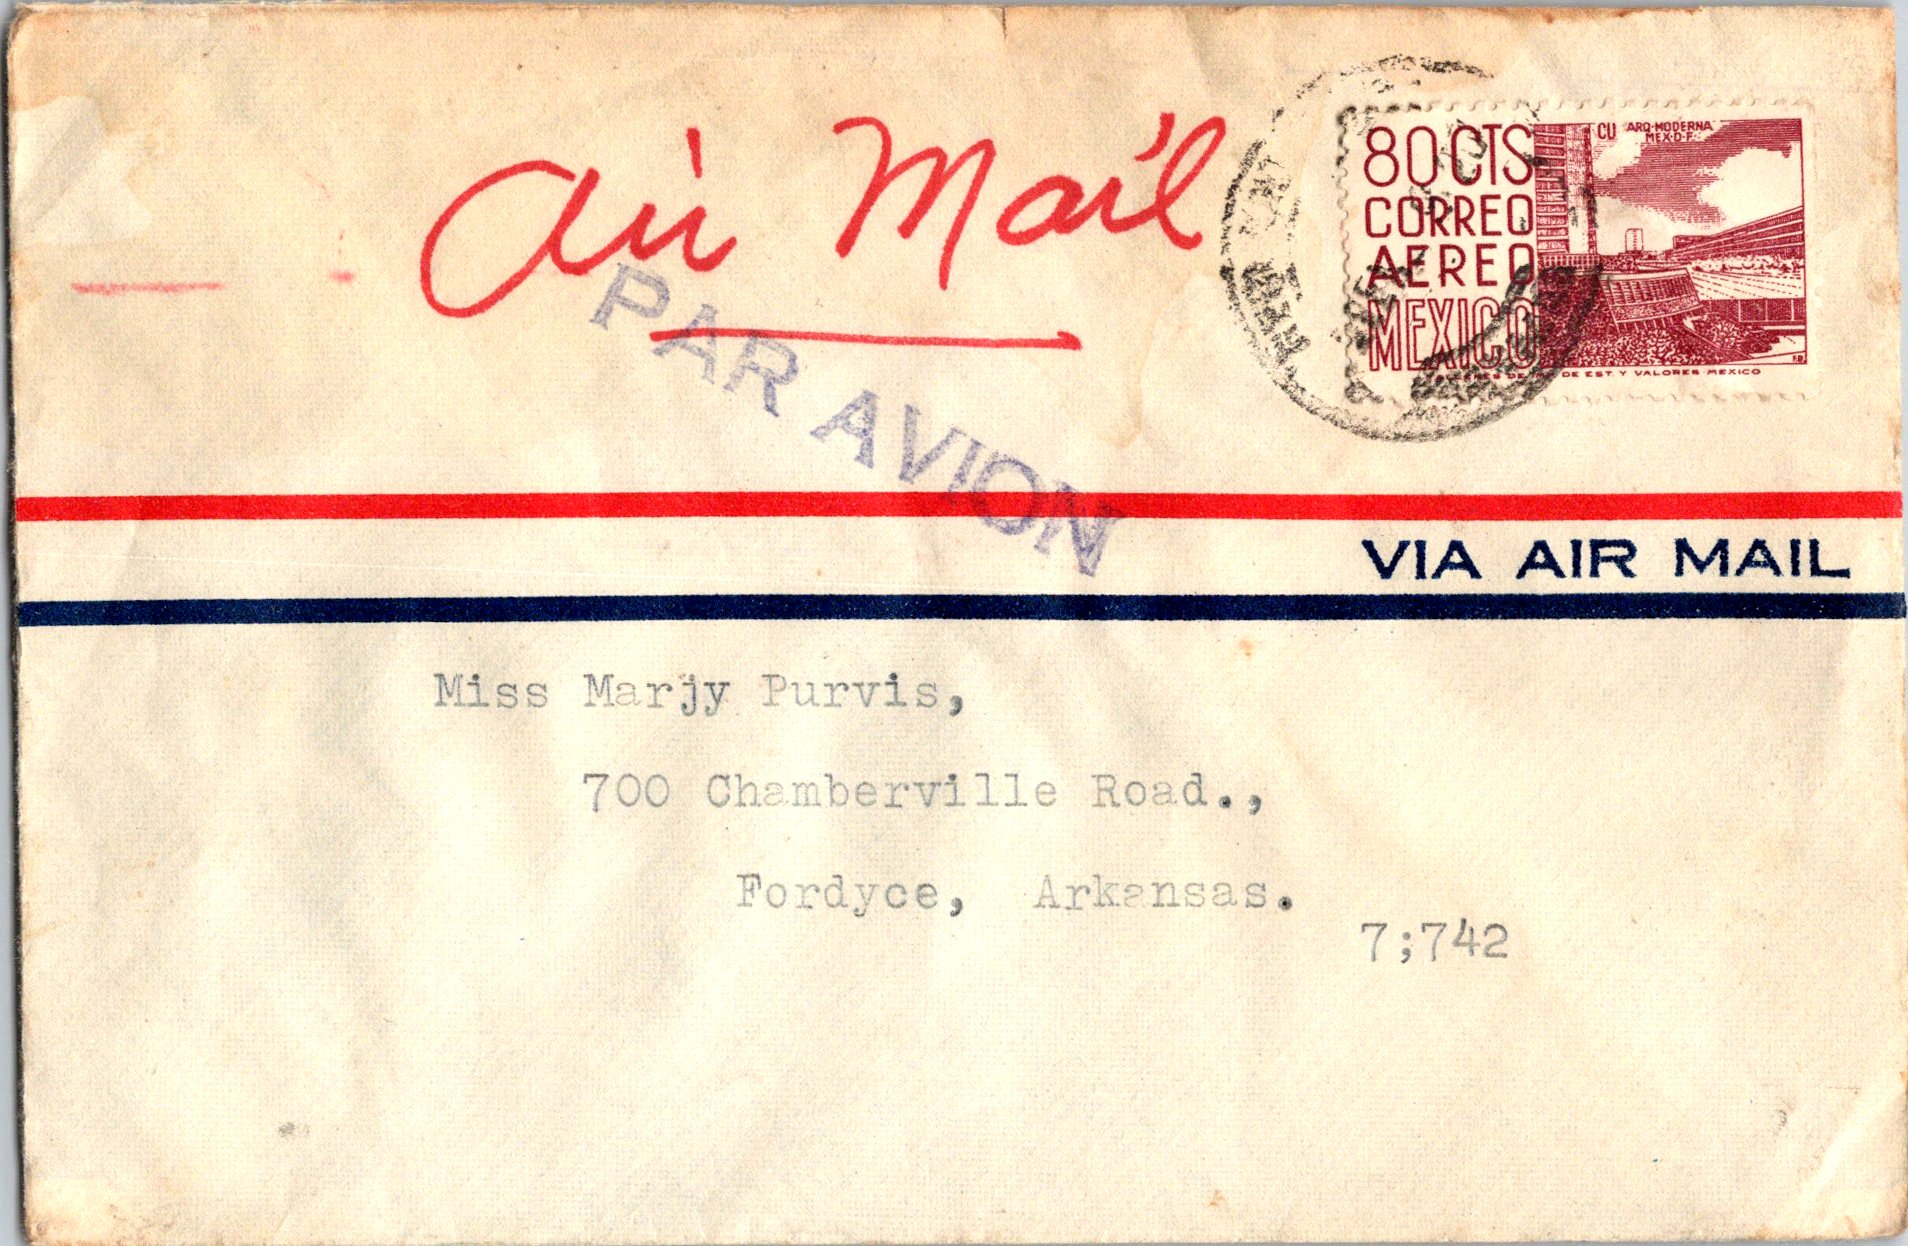 Air Mail
PAR AVION
80 CTS
CORREO
AEREO
MEXICO
CU ARQ-MODERNA
MEX-D-F-
DE EST. Y VALORES-MEXICO
VIA AIR MAIL
Miss Marjy Purvis,
700 Chamberville Road.,
Fordyce, Arkansas.
7;742